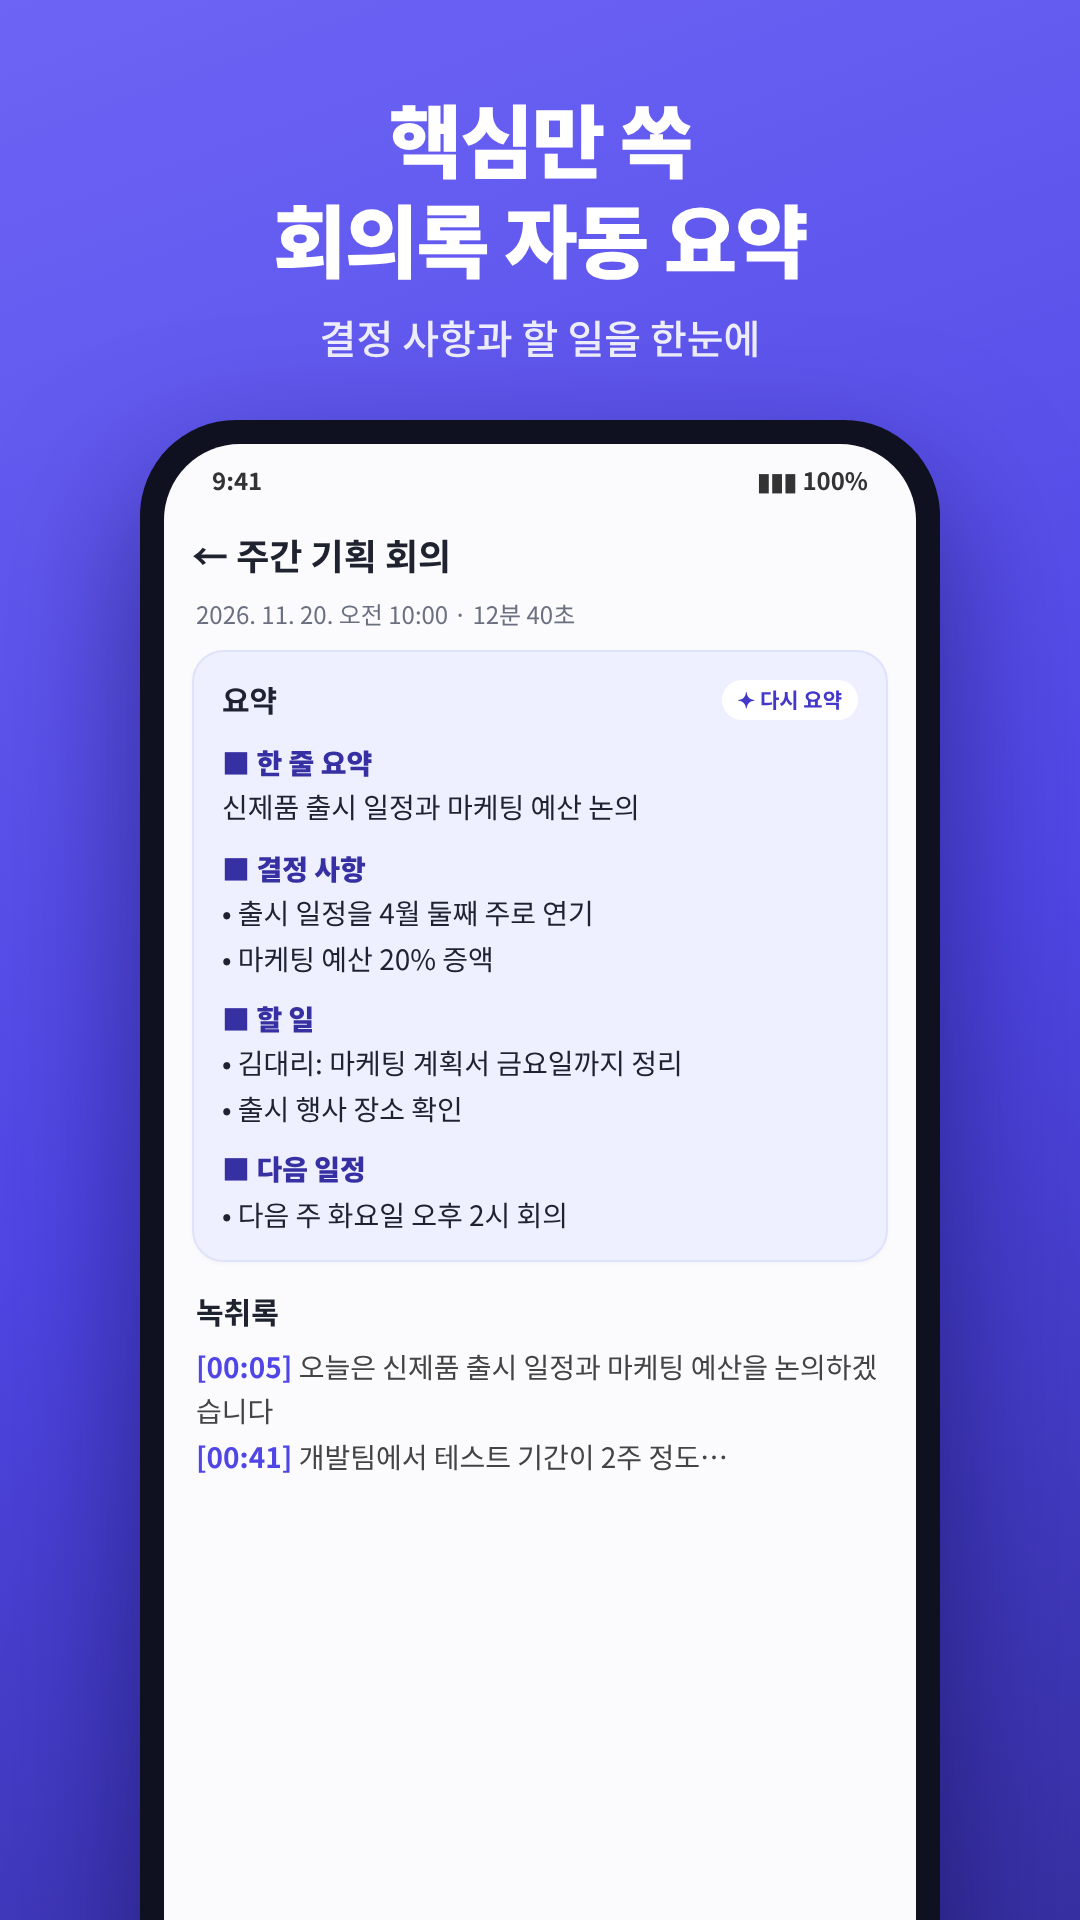 핵심만 쏙
회의록 자동 요약
결정 사항과 할 일을 한눈에
9:41
100%
← 주간 기획 회의
2026. 11. 20. 오전 10:00 · 12분 40초
요약
✦ 다시 요약
■ 한 줄 요약
신제품 출시 일정과 마케팅 예산 논의
■ 결정 사항
• 출시 일정을 4월 둘째 주로 연기
• 마케팅 예산 20% 증액
■ 할 일
• 김대리: 마케팅 계획서 금요일까지 정리
• 출시 행사 장소 확인
■ 다음 일정
• 다음 주 화요일 오후 2시 회의
녹취록
[00:05] 오늘은 신제품 출시 일정과 마케팅 예산을 논의하겠
습니다
[00:41] 개발팀에서 테스트 기간이 2주 정도…